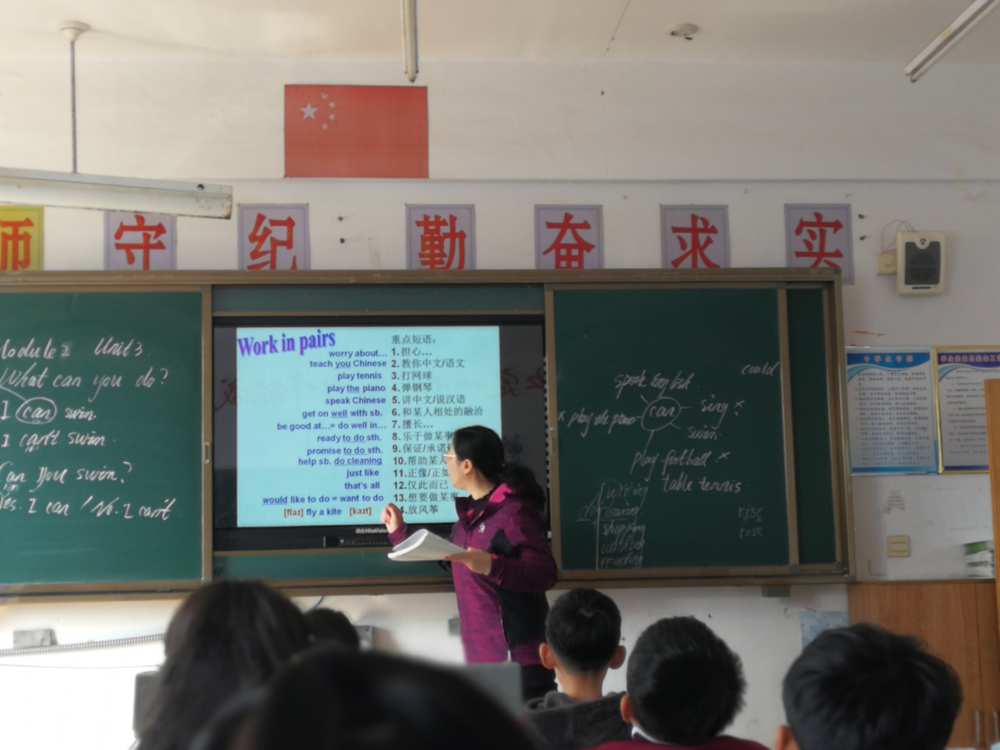 师 守 纪 勤 奋 求 实
Module 2 Unit 3
What can you do?
I can swim.
I can't swim.
Can you swim?
Yes. I can / No. I can't
Work in pairs
重点短语：
worry about... 1.担心...
teach you Chinese 2.教你中文/语文
play tennis 3.打网球
play the piano 4.弹钢琴
speak Chinese 5.讲中文/说汉语
get on well with sb. 6.和某人相处的融洽
be good at...= do well in... 7.擅长...
ready to do sth. 8.乐于做某事
promise to do sth. 9.保证/承诺
help sb. do cleaning 10.帮助某人
just like 11.正像/正如
that's all 12.仅此而已
would like to do = want to do 13.想要做某事
[flaɪ] fly a kite [kaɪt] 放风筝
could
speak English.
can
sing ×
× play the piano
swim.
play football ×
table tennis.
writing
cleaning
shopping
washing
reading
rise
rose
中学生